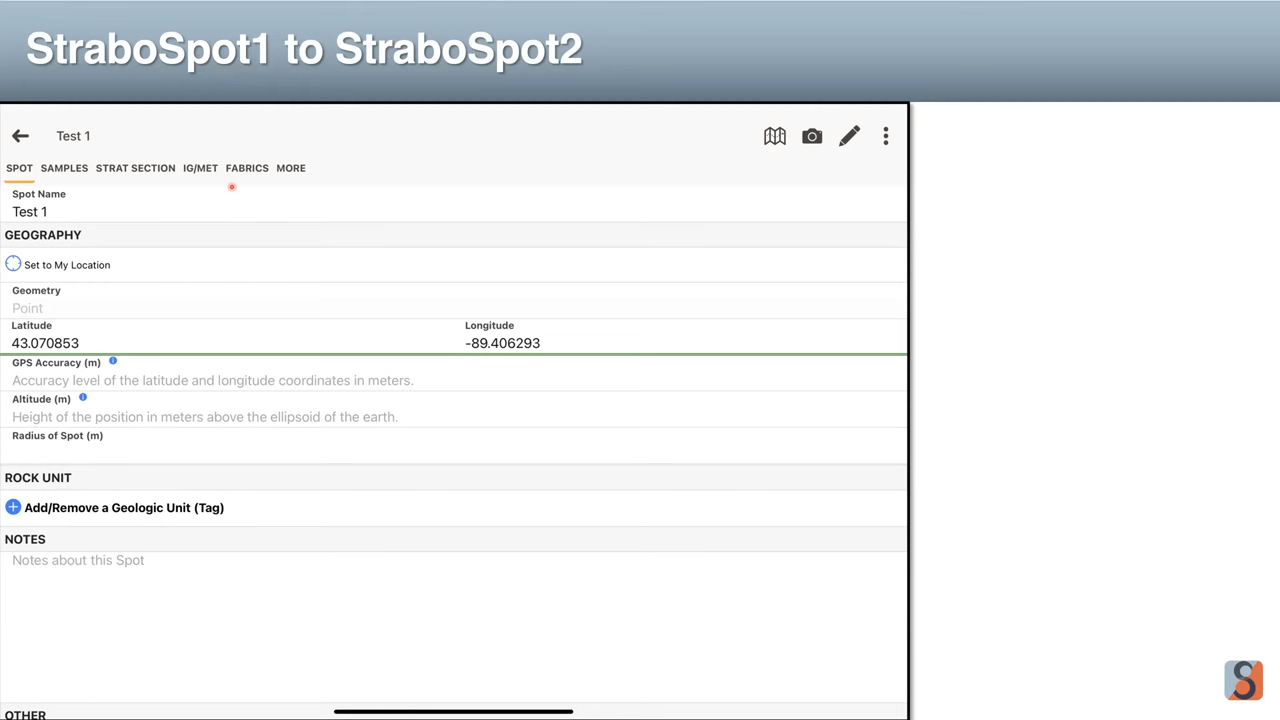 StraboSpot1 to StraboSpot2
Test 1
SPOT SAMPLES STRAT SECTION IG/MET FABRICS MORE
Spot Name
Test 1
GEOGRAPHY
Set to My Location
Geometry
Point
Latitude Longitude
43.070853 -89.406293
GPS Accuracy (m)
Accuracy level of the latitude and longitude coordinates in meters.
Altitude (m)
Height of the position in meters above the ellipsoid of the earth.
Radius of Spot (m)
ROCK UNIT
Add/Remove a Geologic Unit (Tag)
NOTES
Notes about this Spot
OTHER